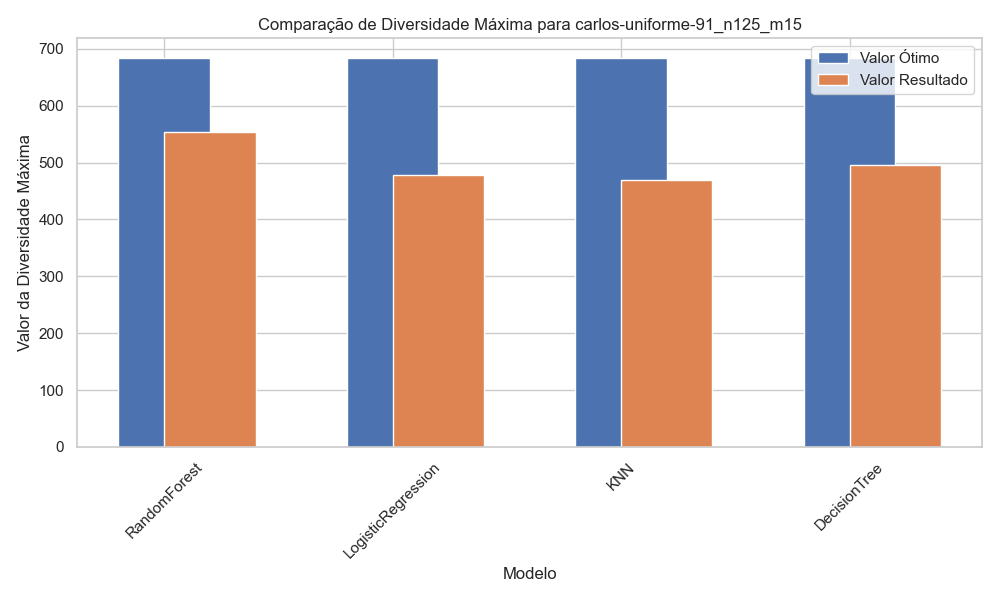 Comparação de Diversidade Máxima para carlos-uniforme-91_n125_m15
Valor Ótimo
Valor Resultado
Valor da Diversidade Máxima
700
600
500
400
300
200
100
0
RandomForest
LogisticRegression
KNN
DecisionTree
Modelo